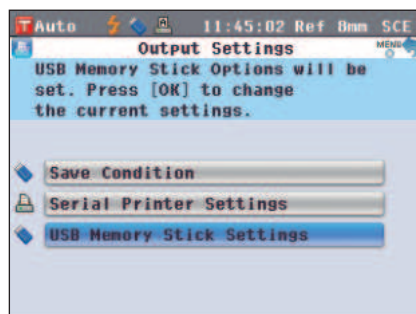 T Auto 11:45:02 Ref 8mm SCE
Output Settings MENU
USB Memory Stick Options will be
set. Press [OK] to change
the current settings.
Save Condition
Serial Printer Settings
USB Memory Stick Settings